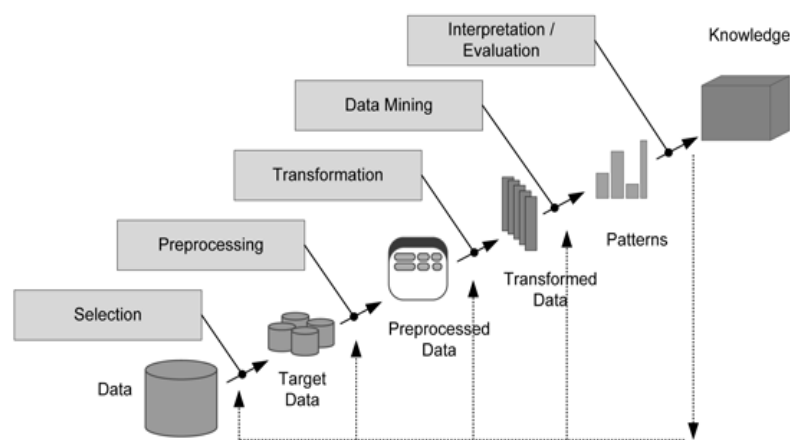 Interpretation /
Evaluation
Knowledge
Data Mining
Transformation
Patterns
Preprocessing
Transformed
Data
Selection
Preprocessed
Data
Target
Data
Data